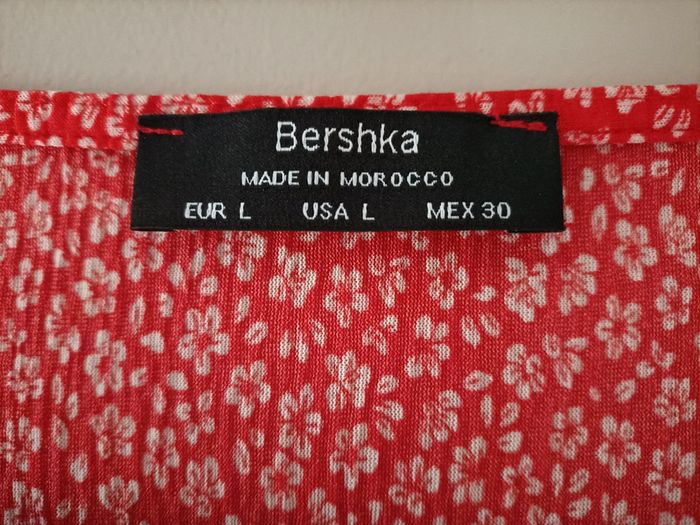 Bershka
MADE IN MOROCCO
EUR L USA L MEX 30